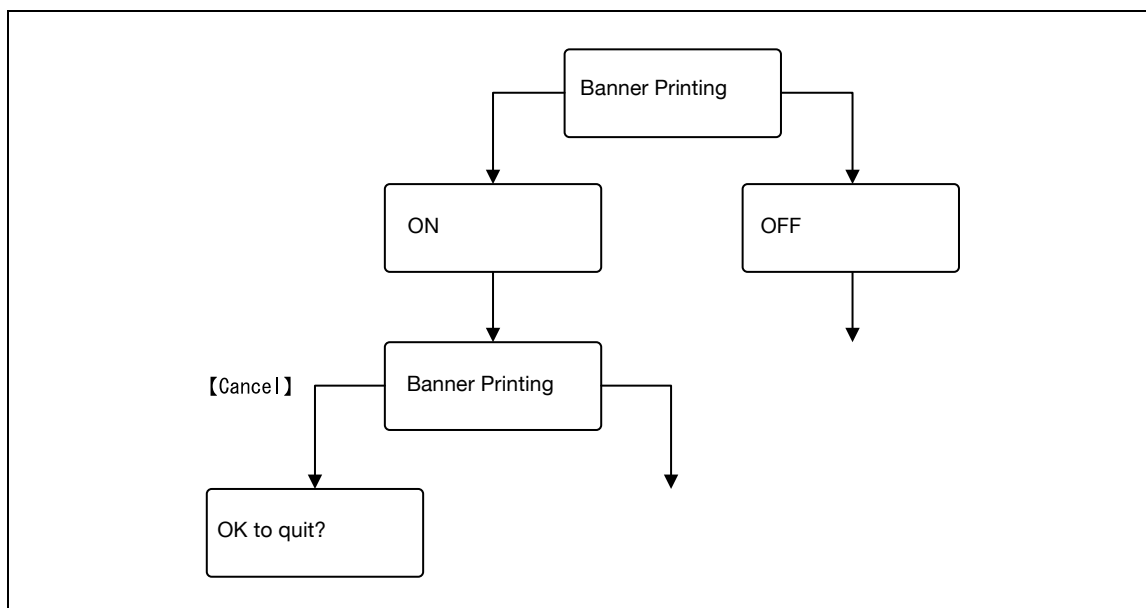 Banner Printing
ON
OFF
【Cancel】
Banner Printing
OK to quit?